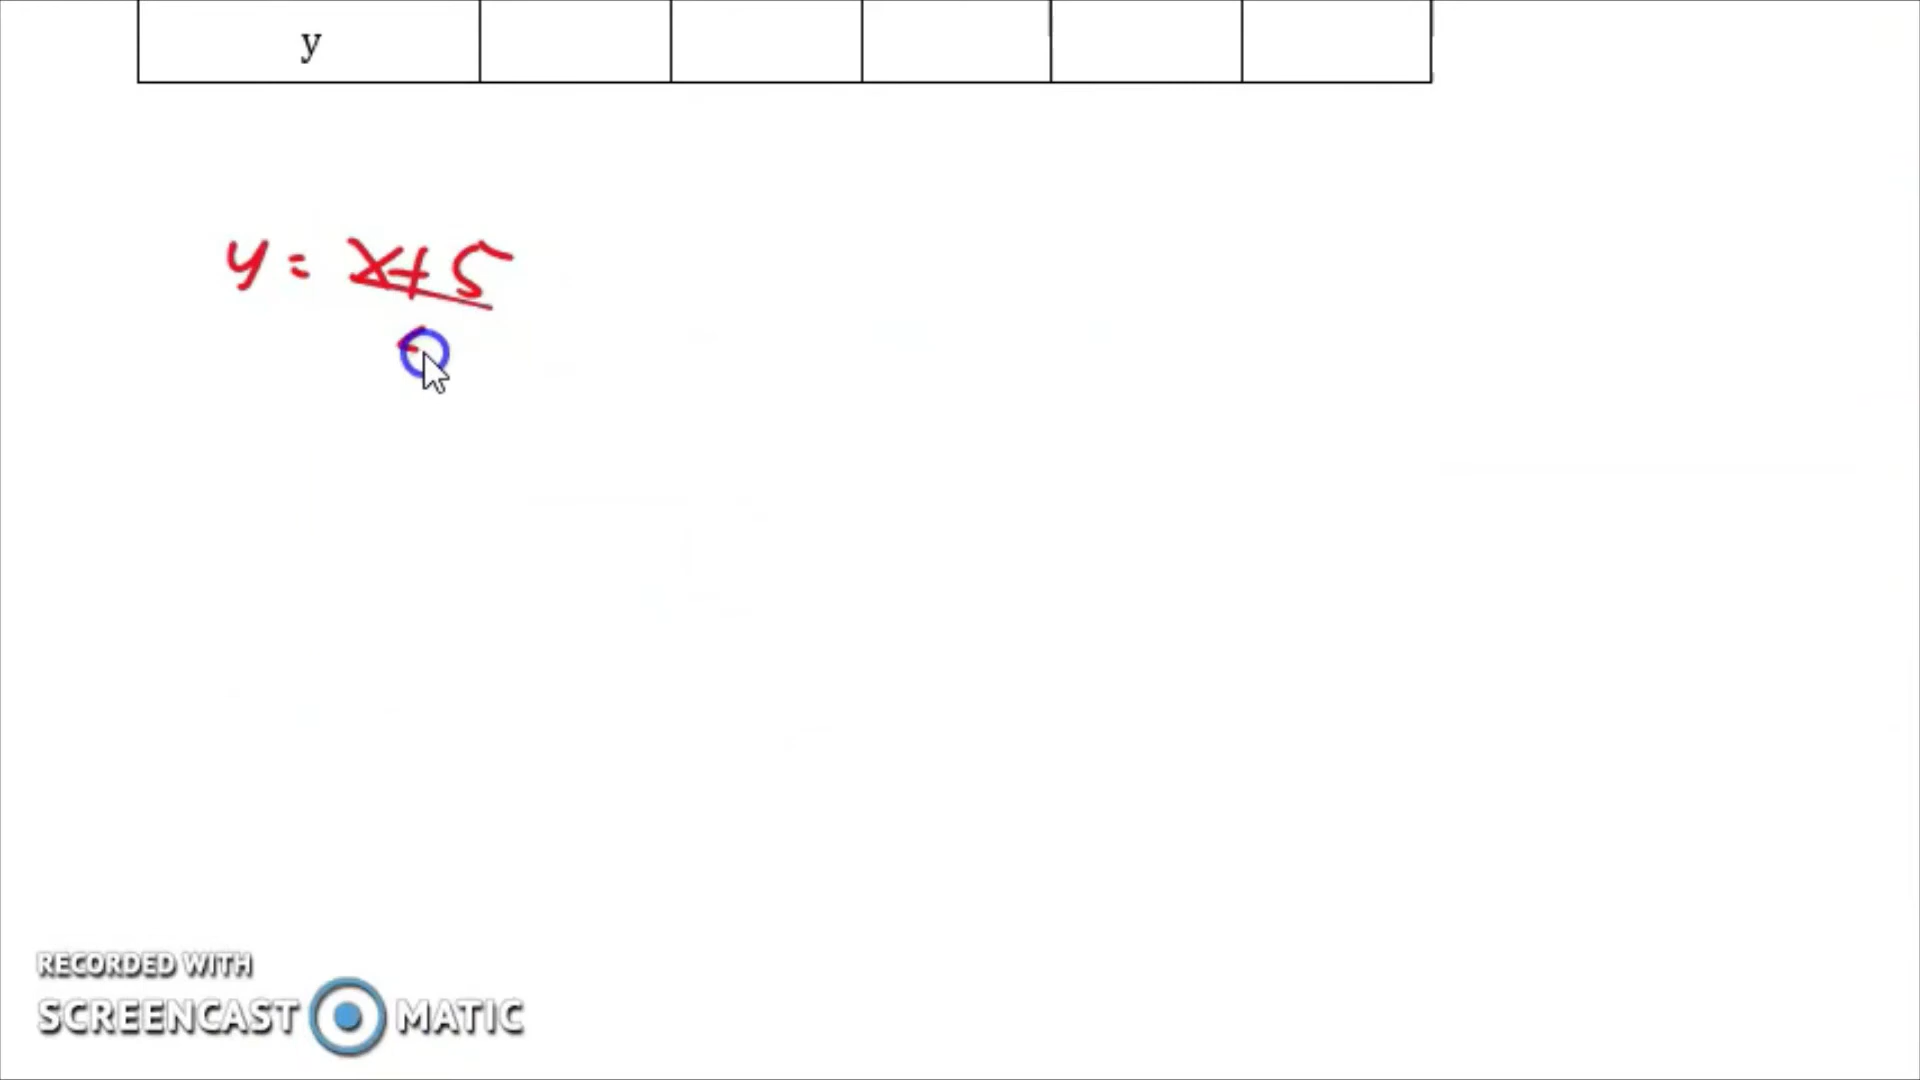 y
y = x+5
RECORDED WITH
SCREENCAST MATIC